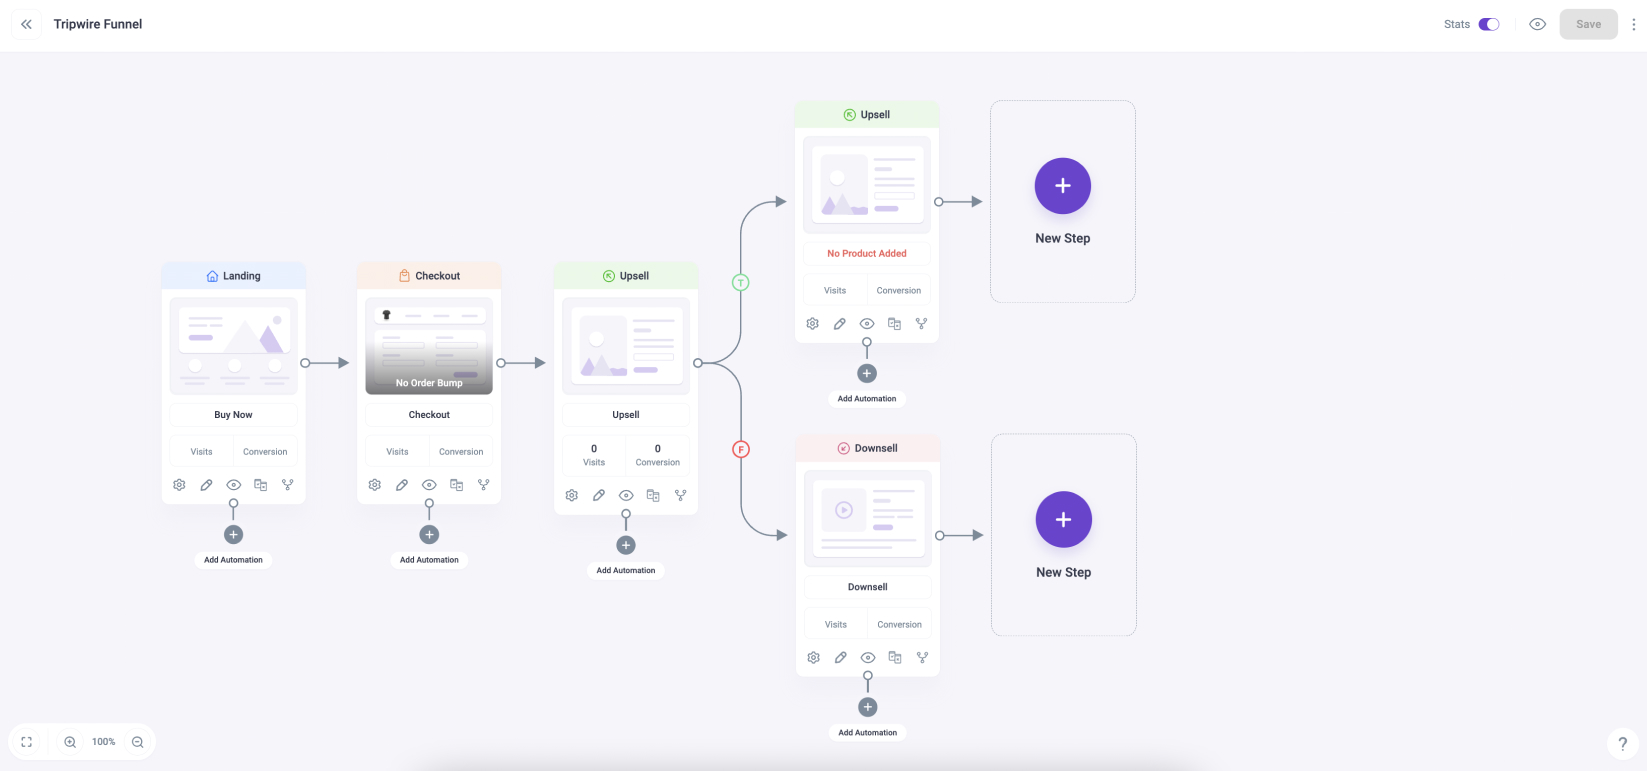 Tripwire Funnel
Stats
Save
Landing
Buy Now
Visits
Conversion
Add Automation
Checkout
No Order Bump
Checkout
Visits
Conversion
Add Automation
Upsell
Upsell
0
Visits
0
Conversion
Add Automation
T
F
Upsell
No Product Added
Visits
Conversion
Add Automation
New Step
Downsell
Downsell
Visits
Conversion
Add Automation
New Step
100%
?